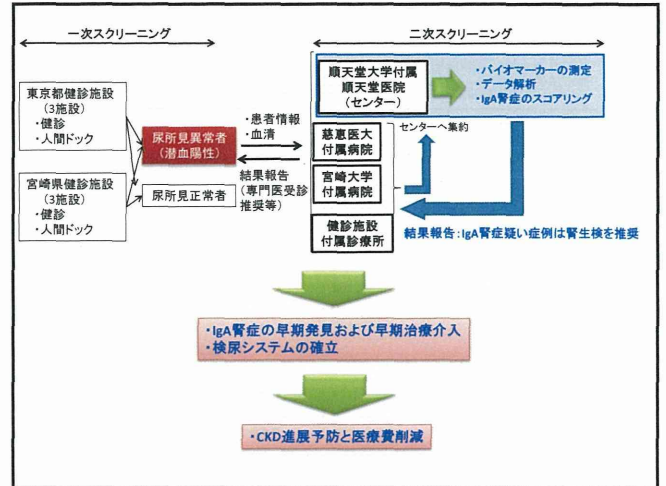 一次スクリーニング
二次スクリーニング
東京都健診施設
(3施設)
・健診
・人間ドック
宮崎県健診施設
(3施設)
・健診
・人間ドック
尿所見異常者
(潜血陽性)
尿所見正常者
・患者情報
・血清
結果報告
(専門医受診
推奨等)
順天堂大学付属
順天堂医院
(センター)
・バイオマーカーの測定
・データ解析
・IgA腎症のスコアリング
慈恵医大
付属病院
宮崎大学
付属病院
健診施設
付属診療所
センターへ集約
結果報告:IgA腎症疑い症例は腎生検を推奨
・IgA腎症の早期発見および早期治療介入
・検尿システムの確立
・CKD進展予防と医療費削減